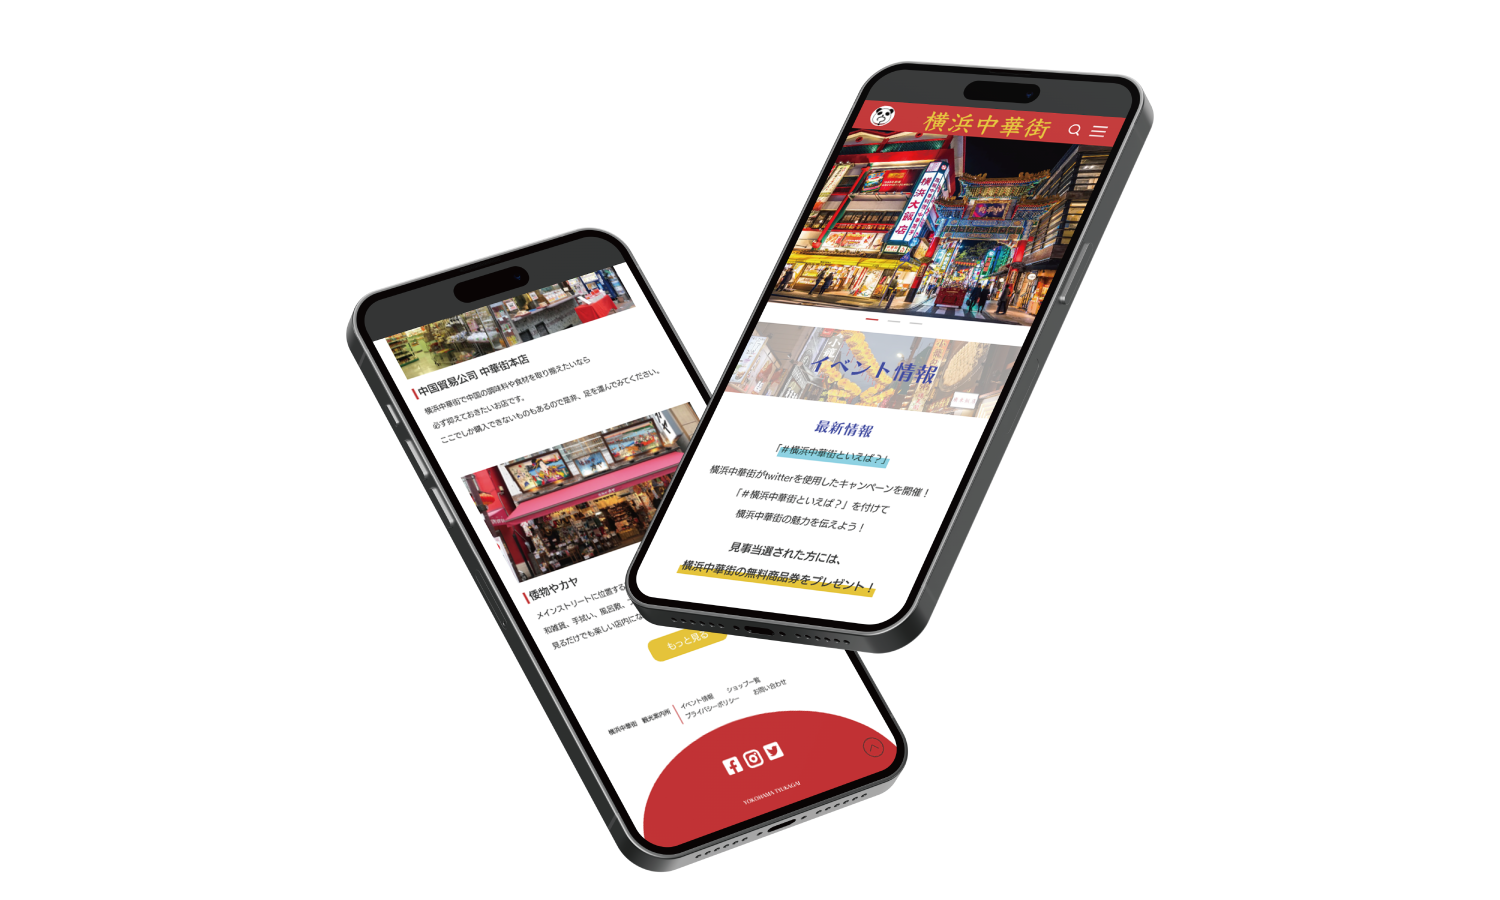 横浜中華街
横浜大飯店
イベント情報
最新情報
「＃横浜中華街といえば？」
横浜中華街がtwitterを使用したキャンペーンを開催！
「＃横浜中華街といえば？」を付けて
横浜中華街の魅力を伝えよう！
見事当選された方には、
横浜中華街の無料商品券をプレゼント！
中国貿易公司 中華街本店
横浜中華街で中国の調味料や食材を取り揃えたいなら
必ず抑えておきたいお店です。
ここでしか購入できないものもあるので是非、足を運んでみてください。
倭物やカヤ
メインストリートに位置する
和雑貨、手拭い、風呂敷、
見るだけでも楽しい店内にな
もっと見る
横浜中華街 観光案内所
イベント情報 ショップ一覧
プライバシーポリシー お問い合わせ
YOKOHAMA TYUKAGAI